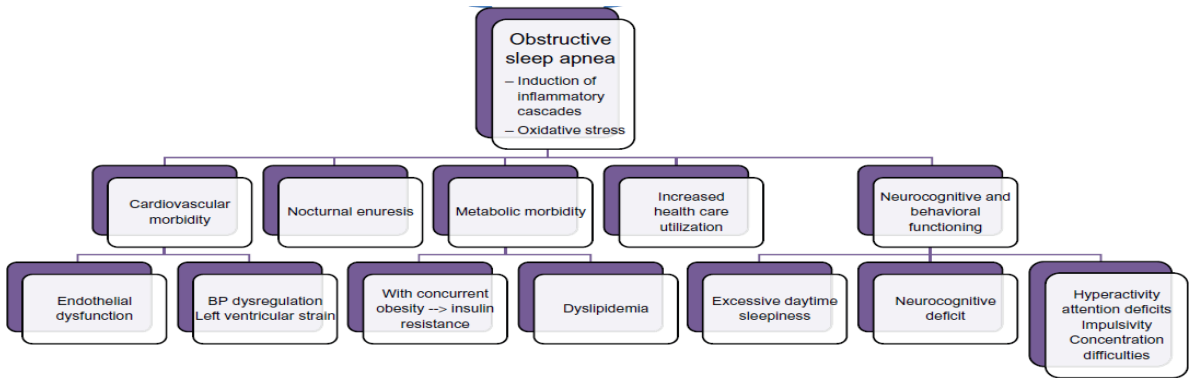 Obstructive
sleep apnea
– Induction of
inflammatory
cascades
– Oxidative stress
Cardiovascular
morbidity
Nocturnal enuresis
Metabolic morbidity
Increased
health care
utilization
Neurocognitive and
behavioral
functioning
Endothelial
dysfunction
BP dysregulation
Left ventricular strain
With concurrent
obesity --> insulin
resistance
Dyslipidemia
Excessive daytime
sleepiness
Neurocognitive
deficit
Hyperactivity
attention deficits
Impulsivity
Concentration
difficulties